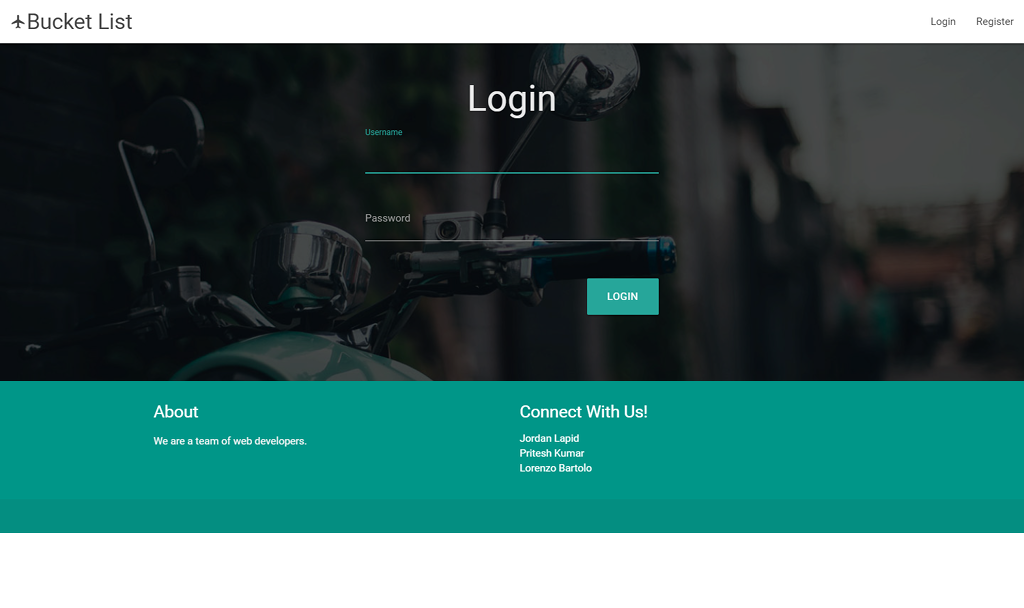 Bucket List
Login
Register
Login
Username
Password
LOGIN
About
We are a team of web developers.
Connect With Us!
Jordan Lapid
Pritesh Kumar
Lorenzo Bartolo